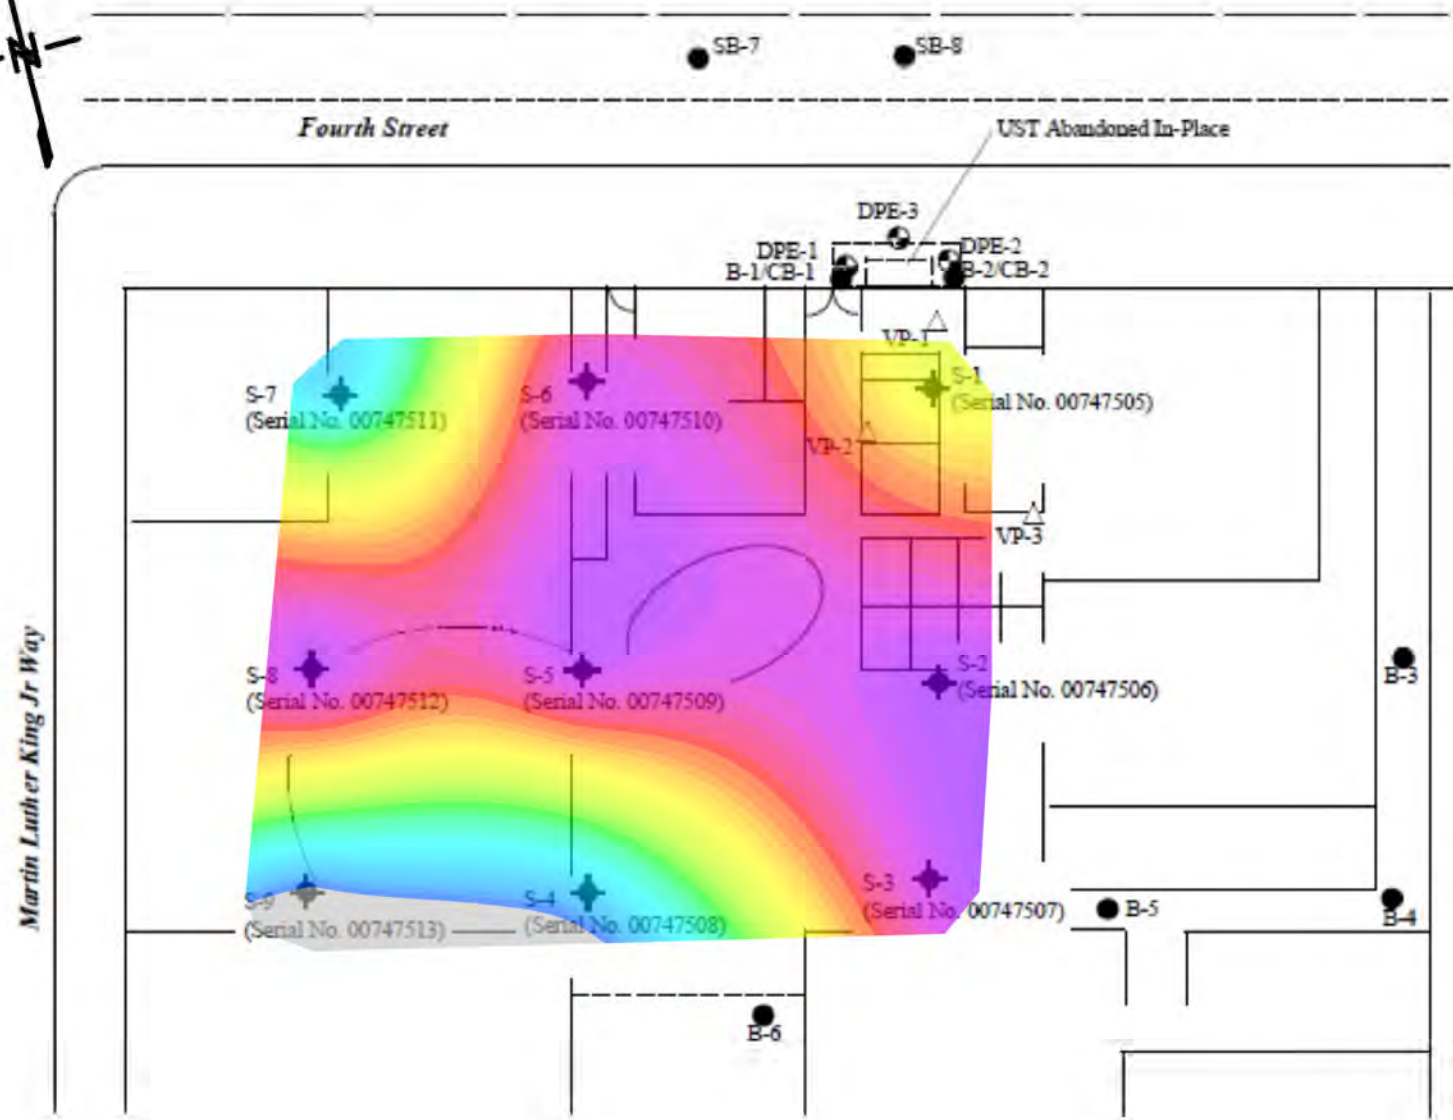 SB-7
SB-8
Fourth Street
UST Abandoned In-Place
DPE-3
DPE-1
DPE-2
B-1/CB-1
B-2/CB-2
VP-1
S-7
(Serial No. 00747511)
S-6
(Serial No. 00747510)
S-1
(Serial No. 00747505)
VP-2
VP-3
S-8
(Serial No. 00747512)
S-5
(Serial No. 00747509)
S-2
(Serial No. 00747506)
B-3
Martin Luther King Jr Way
S-9
(Serial No. 00747513)
S-4
(Serial No. 00747508)
S-3
(Serial No. 00747507)
B-5
B-4
B-6